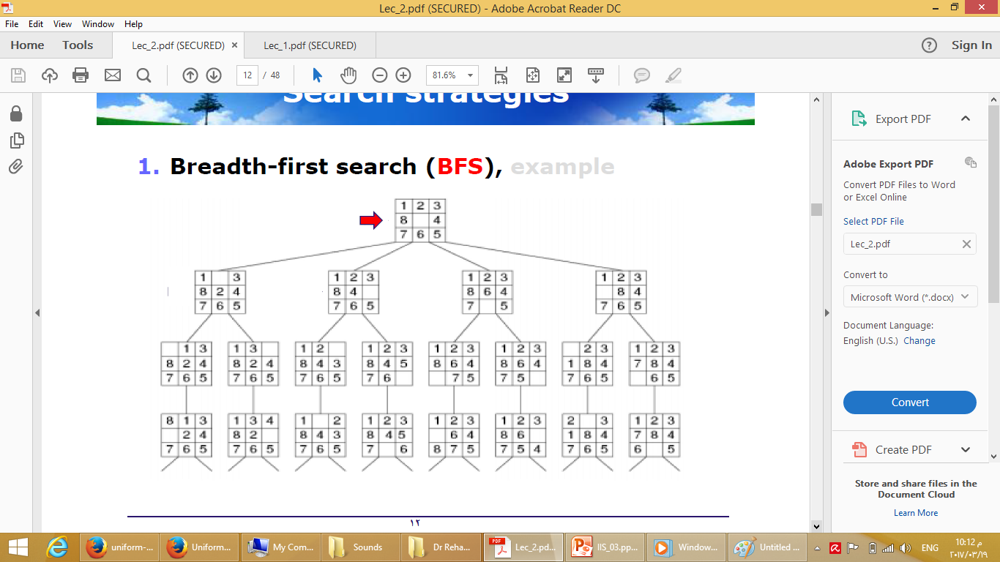 Lec_2.pdf (SECURED) - Adobe Acrobat Reader DC
File Edit View Window Help
Home Tools Lec_2.pdf (SECURED) × Lec_1.pdf (SECURED) ? Sign In
12 / 48 81.6%
Search strategies
1. Breadth-first search (BFS), example
1 2 3
8 4
7 6 5
1 3 1 2 3 1 2 3 1 2 3
8 2 4 8 4 8 6 4 8 4
7 6 5 7 6 5 7 5 7 6 5
1 3 1 3 1 2 1 2 3 1 2 3 1 2 3 2 3 1 2 3
8 2 4 8 2 4 8 4 3 8 4 5 8 6 4 8 6 4 1 8 4 7 8 4
7 6 5 7 6 5 7 6 5 7 6 7 5 7 5 7 6 5 6 5
8 1 3 1 3 4 1 2 1 2 3 1 2 3 1 2 3 2 3 1 2 3
2 4 8 2 8 4 3 8 4 5 6 4 8 6 1 8 4 7 8 4
7 6 5 7 6 5 7 6 5 7 6 8 7 5 7 5 4 7 6 5 6 5
١٢
Export PDF
Adobe Export PDF
Convert PDF Files to Word
or Excel Online
Select PDF File
Lec_2.pdf
Convert to
Microsoft Word (*.docx)
Document Language:
English (U.S.) Change
Convert
Create PDF
Store and share files in the
Document Cloud
Learn More
uniform-... Uniform... My Com... Sounds Dr Reha... PDF Lec_2.pd... IIS_03.pp... Window... Untitled ... ENG 10:12 م
٢٠١٧/٠٣/١٩